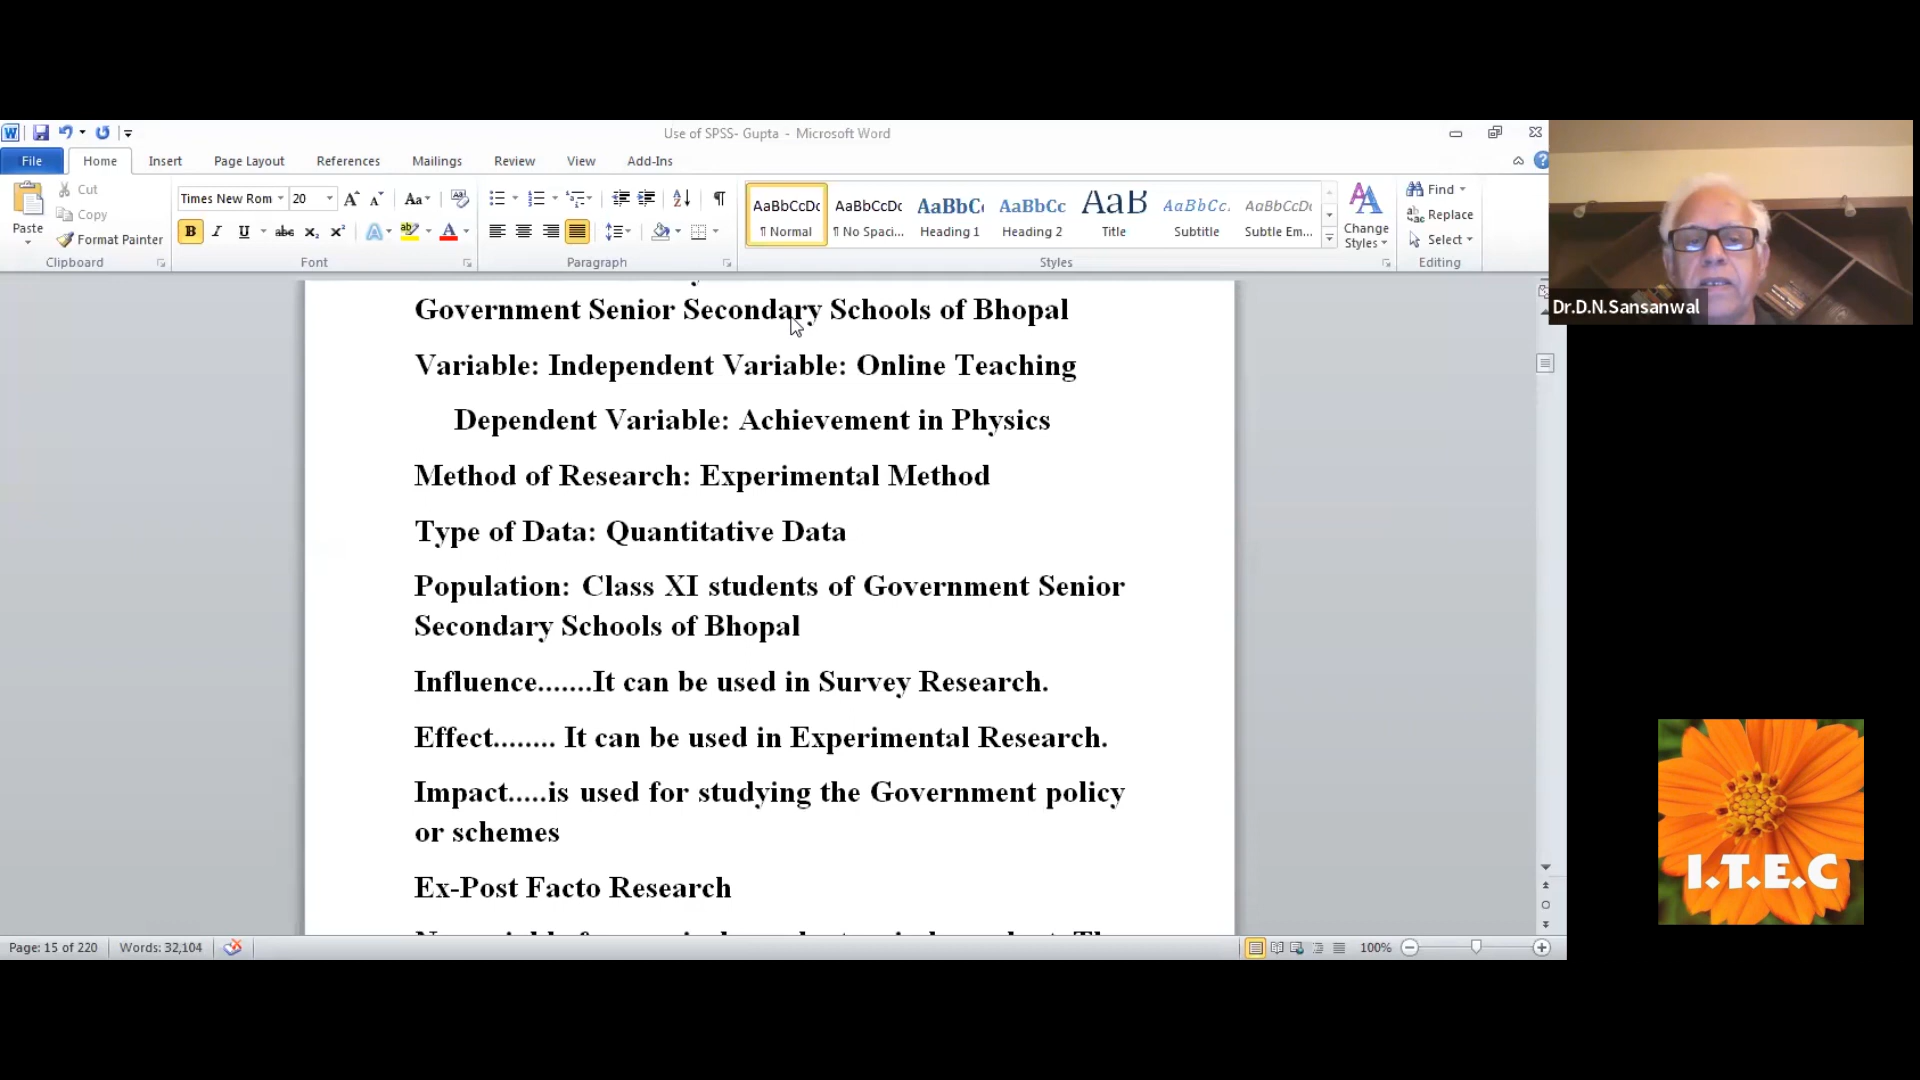 Use of SPSS- Gupta - Microsoft Word
File Home Insert Page Layout References Mailings Review View Add-Ins
Paste
Cut
Copy
Format Painter
Clipboard
Times New Rom 20
Font
Paragraph
AaBbCcDc AaBbCcDc AaBbC AaBbCc AaB AaBbCc. AaBbCcDc
¶ Normal ¶ No Spaci... Heading 1 Heading 2 Title Subtitle Subtle Em...
Change
Styles
Styles
Find
Replace
Select
Editing
Dr.D.N.Sansanwal
Government Senior Secondary Schools of Bhopal
Variable: Independent Variable: Online Teaching
Dependent Variable: Achievement in Physics
Method of Research: Experimental Method
Type of Data: Quantitative Data
Population: Class XI students of Government Senior
Secondary Schools of Bhopal
Influence.......It can be used in Survey Research.
Effect........ It can be used in Experimental Research.
Impact.....is used for studying the Government policy
or schemes
Ex-Post Facto Research
I.T.E.C
Page: 15 of 220 Words: 32,104
100%